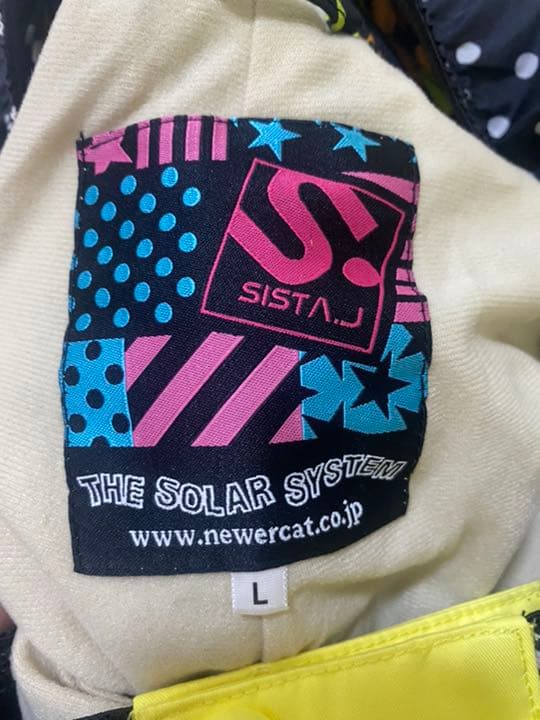 S.
SISTA.J
THE SOLAR SYSTEM
www.newercat.co.jp
L